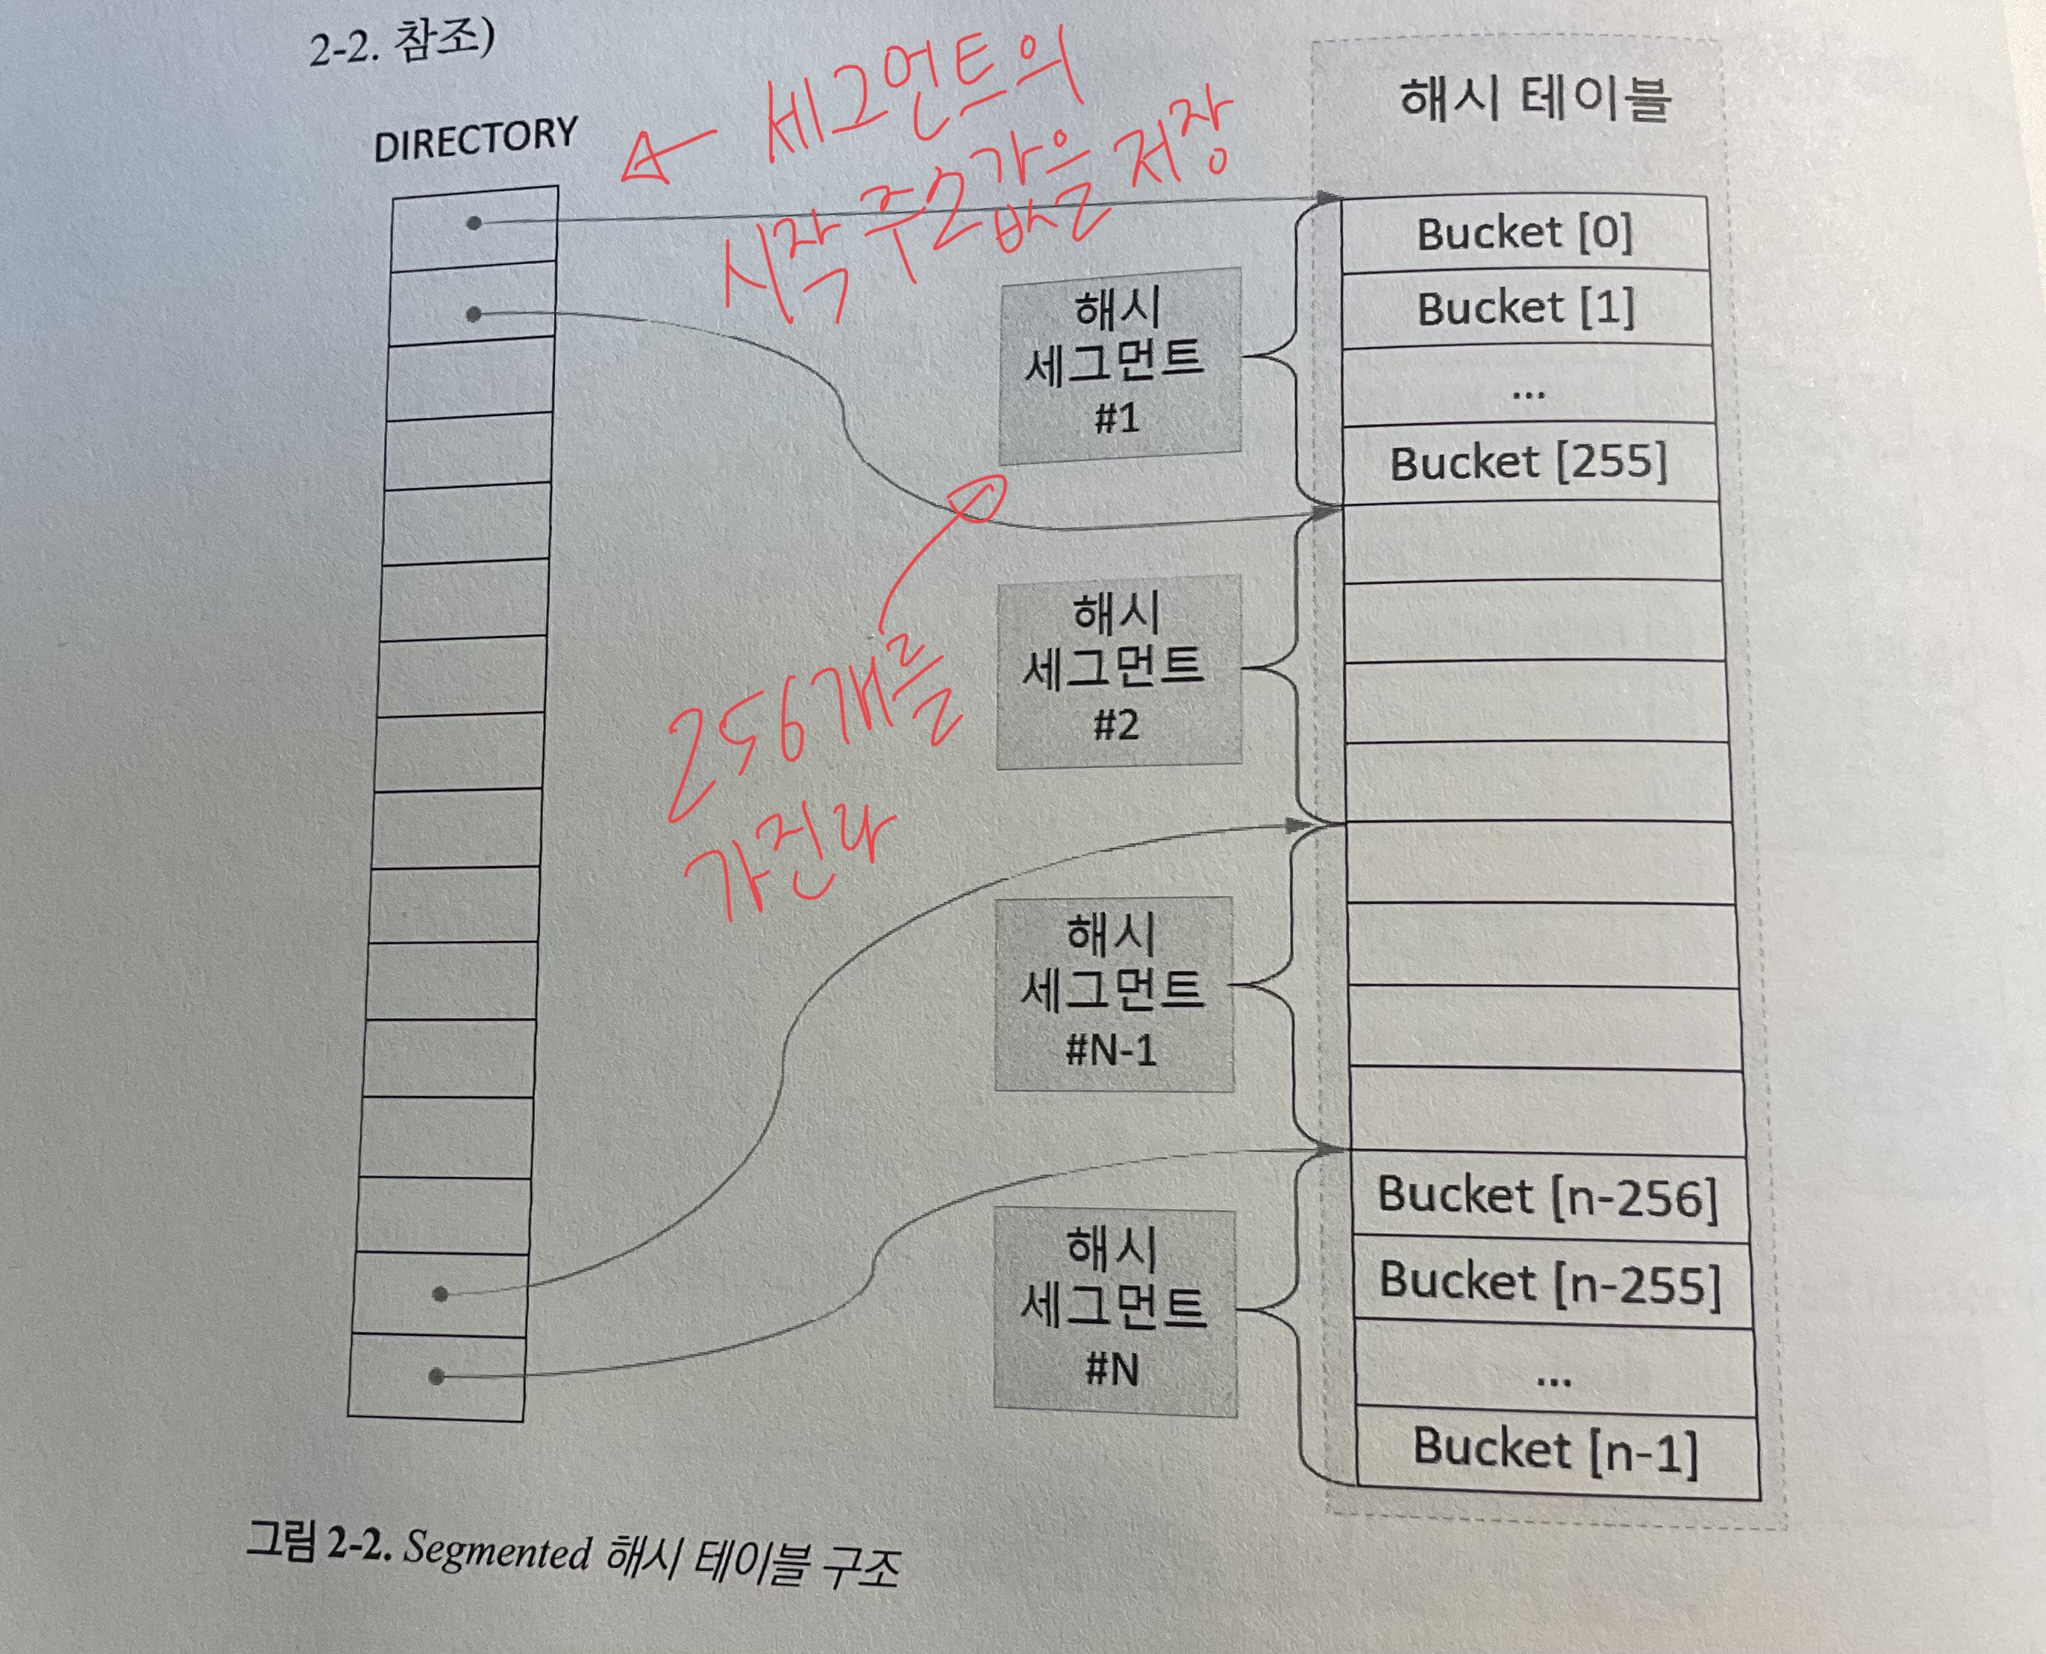 2-2. 참조)
DIRECTORY
세그먼트의
시작 주소값을 저장
해시 테이블
Bucket [0]
Bucket [1]
...
Bucket [255]
해시
세그먼트
#1
256개를
가진다
해시
세그먼트
#2
해시
세그먼트
#N-1
해시
세그먼트
#N
Bucket [n-256]
Bucket [n-255]
...
Bucket [n-1]
그림 2-2. Segmented 해시 테이블 구조